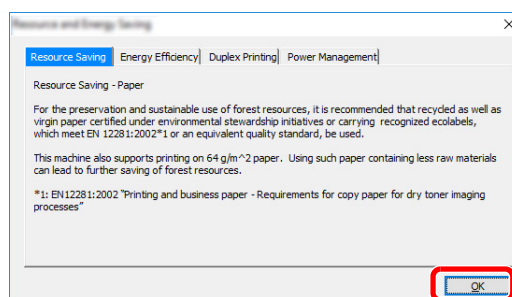 Resource and Energy Saving
Resource Saving Energy Efficiency Duplex Printing Power Management
Resource Saving - Paper
For the preservation and sustainable use of forest resources, it is recommended that recycled as well as
virgin paper certified under environmental stewardship initiatives or carrying recognized ecolabels,
which meet EN 12281:2002*1 or an equivalent quality standard, be used.
This machine also supports printing on 64 g/m^2 paper. Using such paper containing less raw materials
can lead to further saving of forest resources.
*1: EN12281:2002 "Printing and business paper - Requirements for copy paper for dry toner imaging
processes"
OK